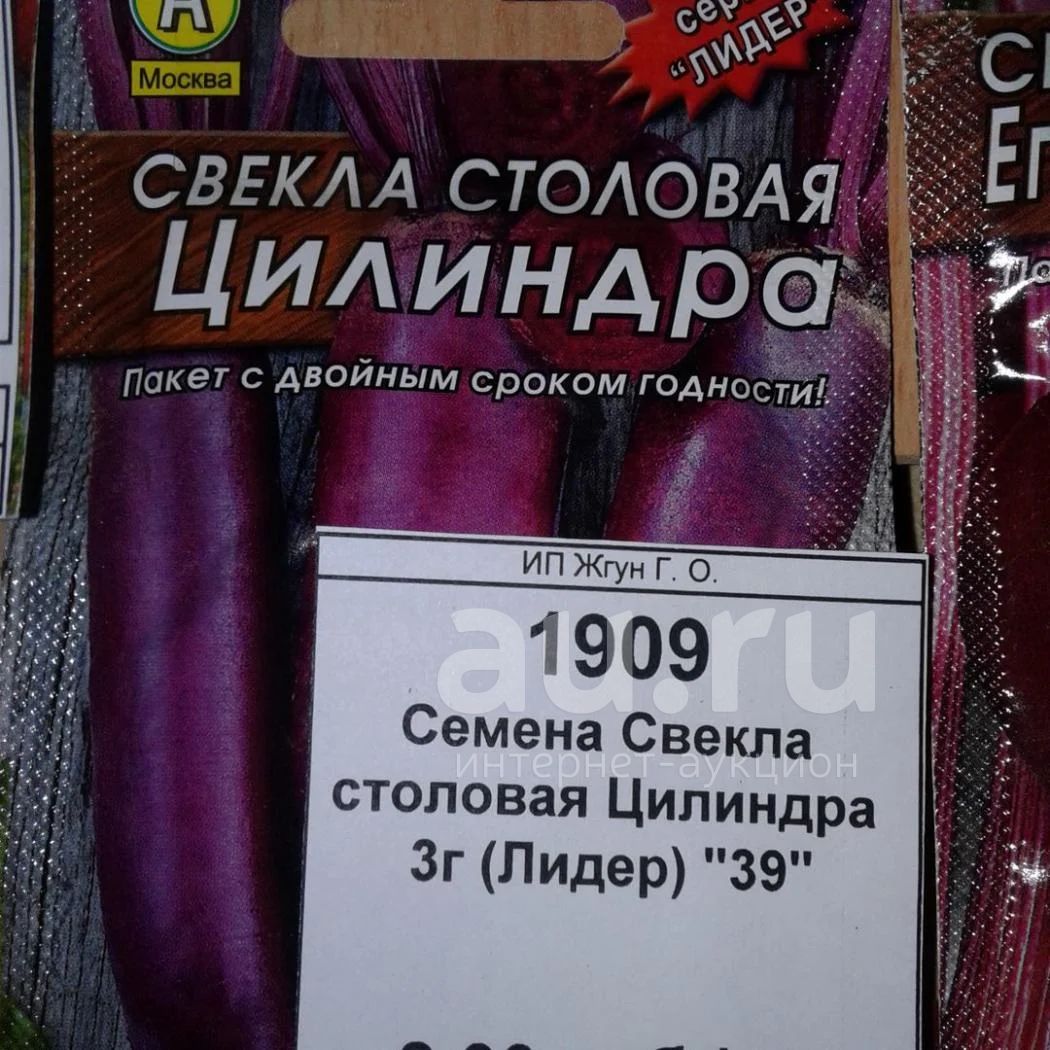 А
Москва
"ЛИДЕР"
СВЕКЛА СТОЛОВАЯ
Цилиндра
Пакет с двойным сроком годности!
ИП Жгун Г. О.
1909
au.ru
Семена Свекла
интернет-аукцион
столовая Цилиндра
3г (Лидер) "39"